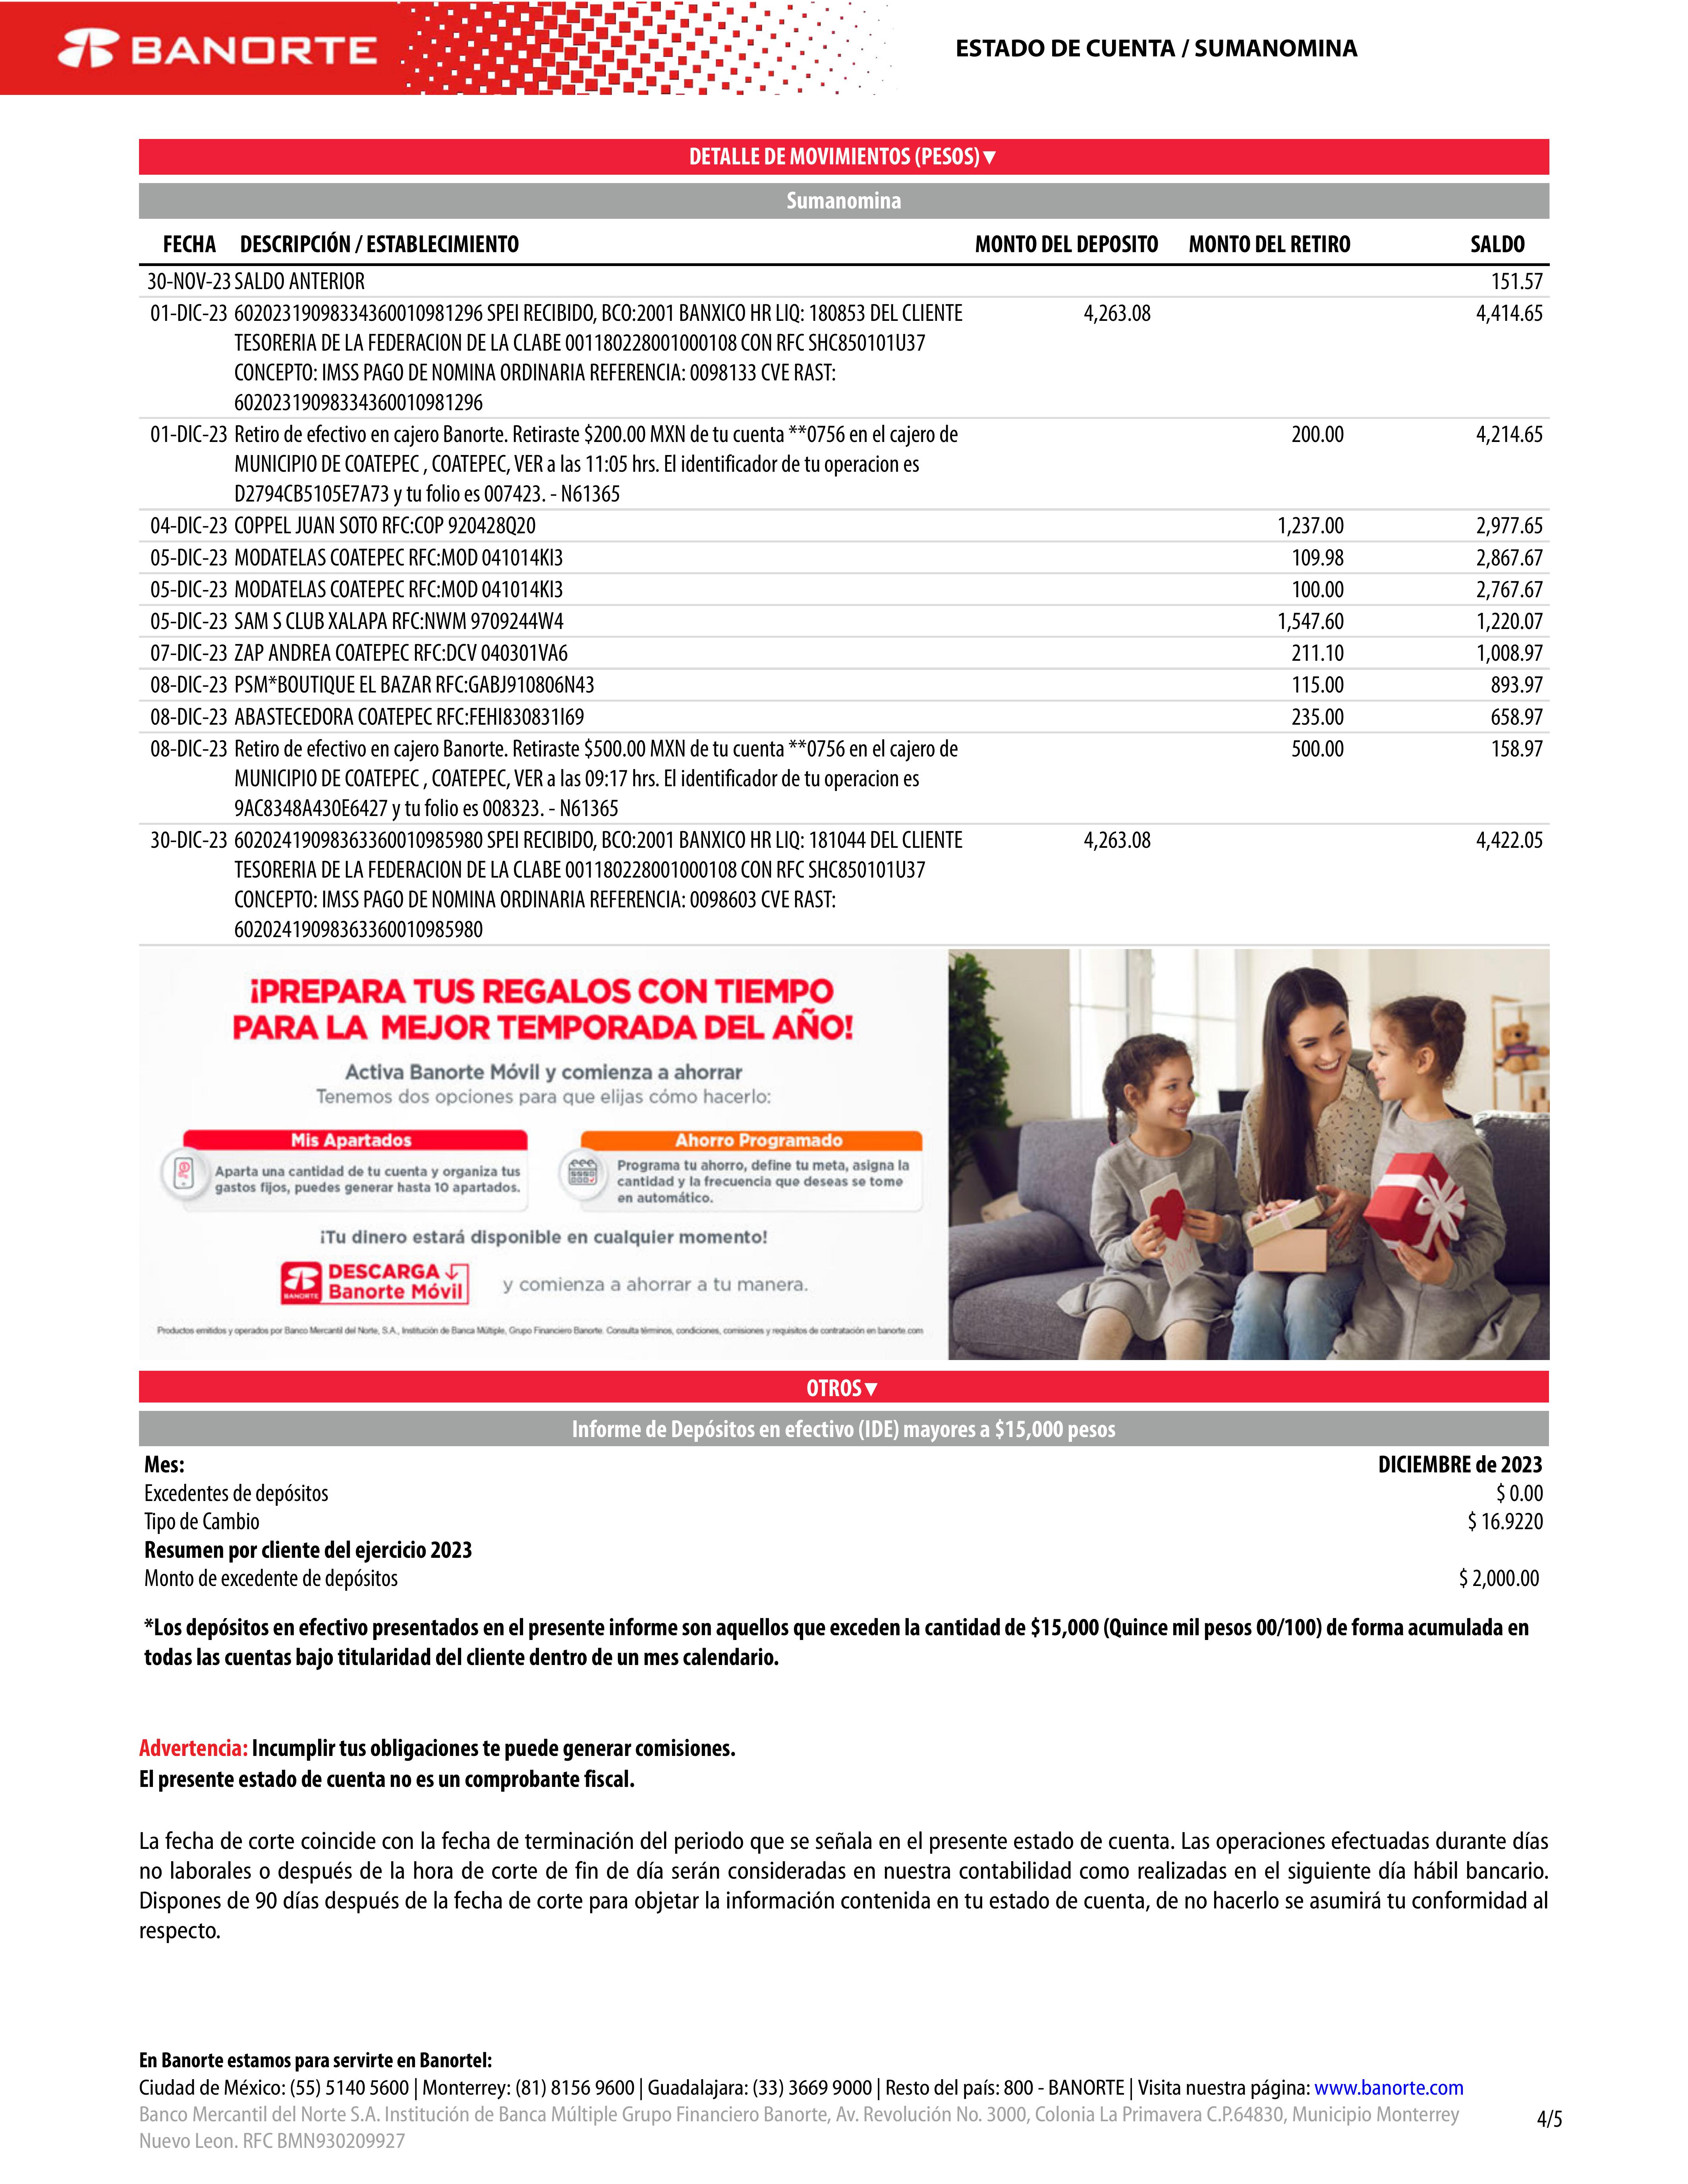 BANORTE
ESTADO DE CUENTA / SUMANOMINA
DETALLE DE MOVIMIENTOS (PESOS)▼
Sumanomina
FECHA DESCRIPCIÓN / ESTABLECIMIENTO MONTO DEL DEPOSITO MONTO DEL RETIRO SALDO
30-NOV-23 SALDO ANTERIOR 151.57
01-DIC-23 60202319098334360010981296 SPEI RECIBIDO, BCO:2001 BANXICO HR LIQ: 180853 DEL CLIENTE 4,263.08 4,414.65
TESORERIA DE LA FEDERACION DE LA CLABE 001180228001000108 CON RFC SHC850101U37
CONCEPTO: IMSS PAGO DE NOMINA ORDINARIA REFERENCIA: 0098133 CVE RAST:
60202319098334360010981296
01-DIC-23 Retiro de efectivo en cajero Banorte. Retiraste $200.00 MXN de tu cuenta **0756 en el cajero de 200.00 4,214.65
MUNICIPIO DE COATEPEC , COATEPEC, VER a las 11:05 hrs. El identificador de tu operacion es
D2794CB5105E7A73 y tu folio es 007423. - N61365
04-DIC-23 COPPEL JUAN SOTO RFC:COP 920428Q20 1,237.00 2,977.65
05-DIC-23 MODATELAS COATEPEC RFC:MOD 041014KI3 109.98 2,867.67
05-DIC-23 MODATELAS COATEPEC RFC:MOD 041014KI3 100.00 2,767.67
05-DIC-23 SAM S CLUB XALAPA RFC:NWM 9709244W4 1,547.60 1,220.07
07-DIC-23 ZAP ANDREA COATEPEC RFC:DCV 040301VA6 211.10 1,008.97
08-DIC-23 PSM*BOUTIQUE EL BAZAR RFC:GABJ910806N43 115.00 893.97
08-DIC-23 ABASTECEDORA COATEPEC RFC:FEHI830831I69 235.00 658.97
08-DIC-23 Retiro de efectivo en cajero Banorte. Retiraste $500.00 MXN de tu cuenta **0756 en el cajero de 500.00 158.97
MUNICIPIO DE COATEPEC , COATEPEC, VER a las 09:17 hrs. El identificador de tu operacion es
9AC8348A430E6427 y tu folio es 008323. - N61365
30-DIC-23 60202419098363360010985980 SPEI RECIBIDO, BCO:2001 BANXICO HR LIQ: 181044 DEL CLIENTE 4,263.08 4,422.05
TESORERIA DE LA FEDERACION DE LA CLABE 001180228001000108 CON RFC SHC850101U37
CONCEPTO: IMSS PAGO DE NOMINA ORDINARIA REFERENCIA: 0098603 CVE RAST:
60202419098363360010985980
¡PREPARA TUS REGALOS CON TIEMPO
PARA LA MEJOR TEMPORADA DEL AÑO!
Activa Banorte Móvil y comienza a ahorrar
Tenemos dos opciones para que elijas cómo hacerlo:
Mis Apartados
Aparta una cantidad de tu cuenta y organiza tus
gastos fijos, puedes generar hasta 10 apartados.
Ahorro Programado
Programa tu ahorro, define tu meta, asigna la
cantidad y la frecuencia que deseas se tome
en automático.
¡Tu dinero estará disponible en cualquier momento!
BANORTE
DESCARGA
Banorte Móvil
y comienza a ahorrar a tu manera.
Productos emitidos y operados por Banco Mercantil del Norte, S.A., Institución de Banca Múltiple, Grupo Financiero Banorte. Consulta términos, condiciones, comisiones y requisitos de contratación en banorte.com
MOM
OTROS▼
Informe de Depósitos en efectivo (IDE) mayores a $15,000 pesos
Mes: DICIEMBRE de 2023
Excedentes de depósitos $ 0.00
Tipo de Cambio $ 16.9220
Resumen por cliente del ejercicio 2023
Monto de excedente de depósitos $ 2,000.00
*Los depósitos en efectivo presentados en el presente informe son aquellos que exceden la cantidad de $15,000 (Quince mil pesos 00/100) de forma acumulada en
todas las cuentas bajo titularidad del cliente dentro de un mes calendario.
Advertencia: Incumplir tus obligaciones te puede generar comisiones.
El presente estado de cuenta no es un comprobante fiscal.
La fecha de corte coincide con la fecha de terminación del periodo que se señala en el presente estado de cuenta. Las operaciones efectuadas durante días
no laborales o después de la hora de corte de fin de día serán consideradas en nuestra contabilidad como realizadas en el siguiente día hábil bancario.
Dispones de 90 días después de la fecha de corte para objetar la información contenida en tu estado de cuenta, de no hacerlo se asumirá tu conformidad al
respecto.
En Banorte estamos para servirte en Banortel:
Ciudad de México: (55) 5140 5600 | Monterrey: (81) 8156 9600 | Guadalajara: (33) 3669 9000 | Resto del país: 800 - BANORTE | Visita nuestra página: www.banorte.com
Banco Mercantil del Norte S.A. Institución de Banca Múltiple Grupo Financiero Banorte, Av. Revolución No. 3000, Colonia La Primavera C.P.64830, Municipio Monterrey
Nuevo Leon. RFC BMN930209927
4/5